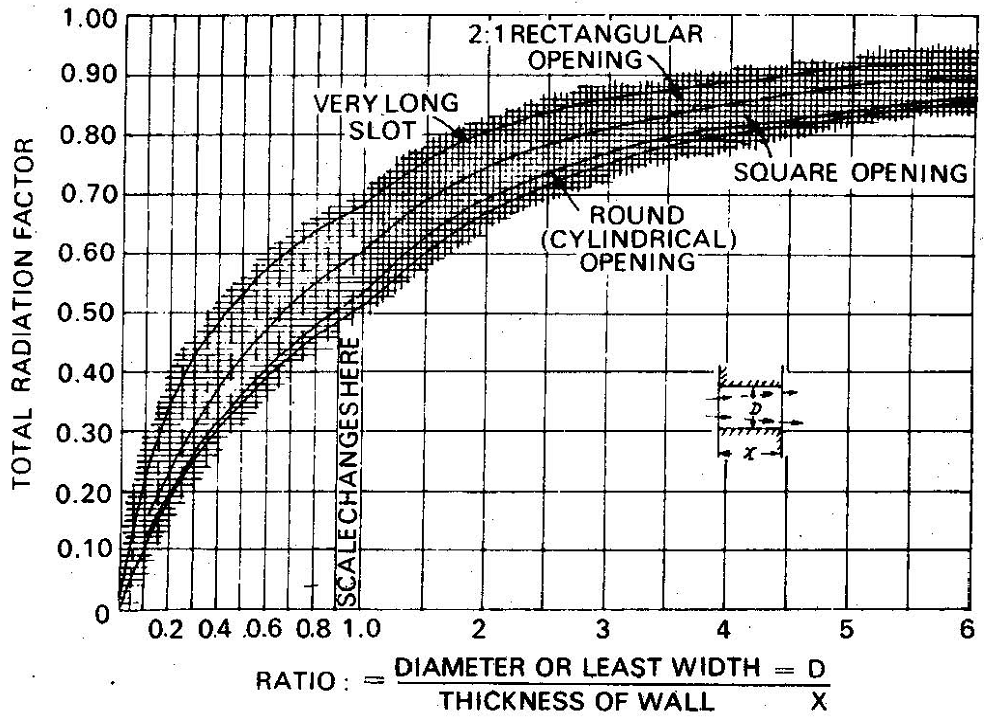 1.00
0.90
0.80
0.70
0.60
0.50
0.40
0.30
0.20
0.10
0
TOTAL RADIATION FACTOR
2:1 RECTANGULAR
OPENING
VERY LONG
SLOT
SQUARE OPENING
ROUND
(CYLINDRICAL)
OPENING
SCALE CHANGES HERE
D
x
0.2 0.4 .0.6 0.8 1.0 2 3 4 5 6
RATIO : = DIAMETER OR LEAST WIDTH = D
THICKNESS OF WALL X